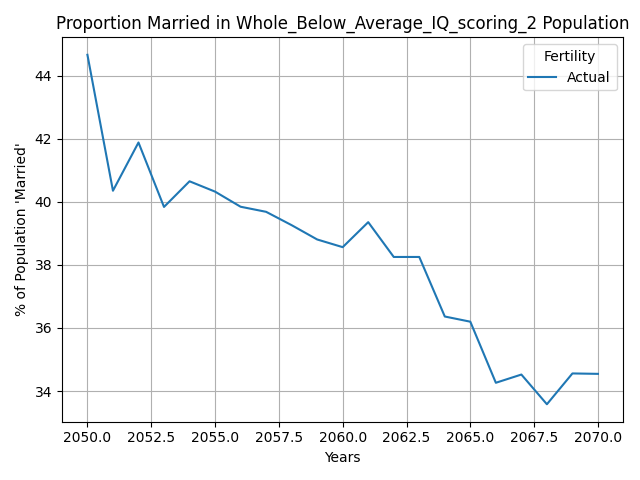 Proportion Married in Whole_Below_Average_IQ_scoring_2 Population
Fertility
Actual
% of Population 'Married'
44
42
40
38
36
34
2050.0 2052.5 2055.0 2057.5 2060.0 2062.5 2065.0 2067.5 2070.0
Years